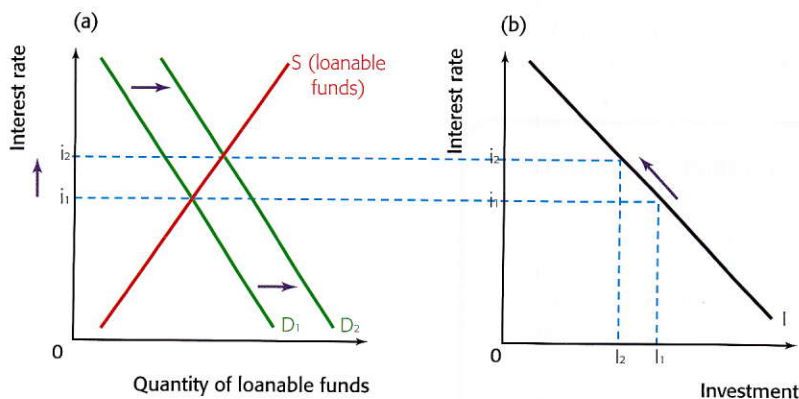 (a)
Interest rate
S (loanable
funds)
i₂
i₁
D₁
D₂
0
Quantity of loanable funds
(b)
Interest rate
i₂
i₁
I
0
I₂
I₁
Investment